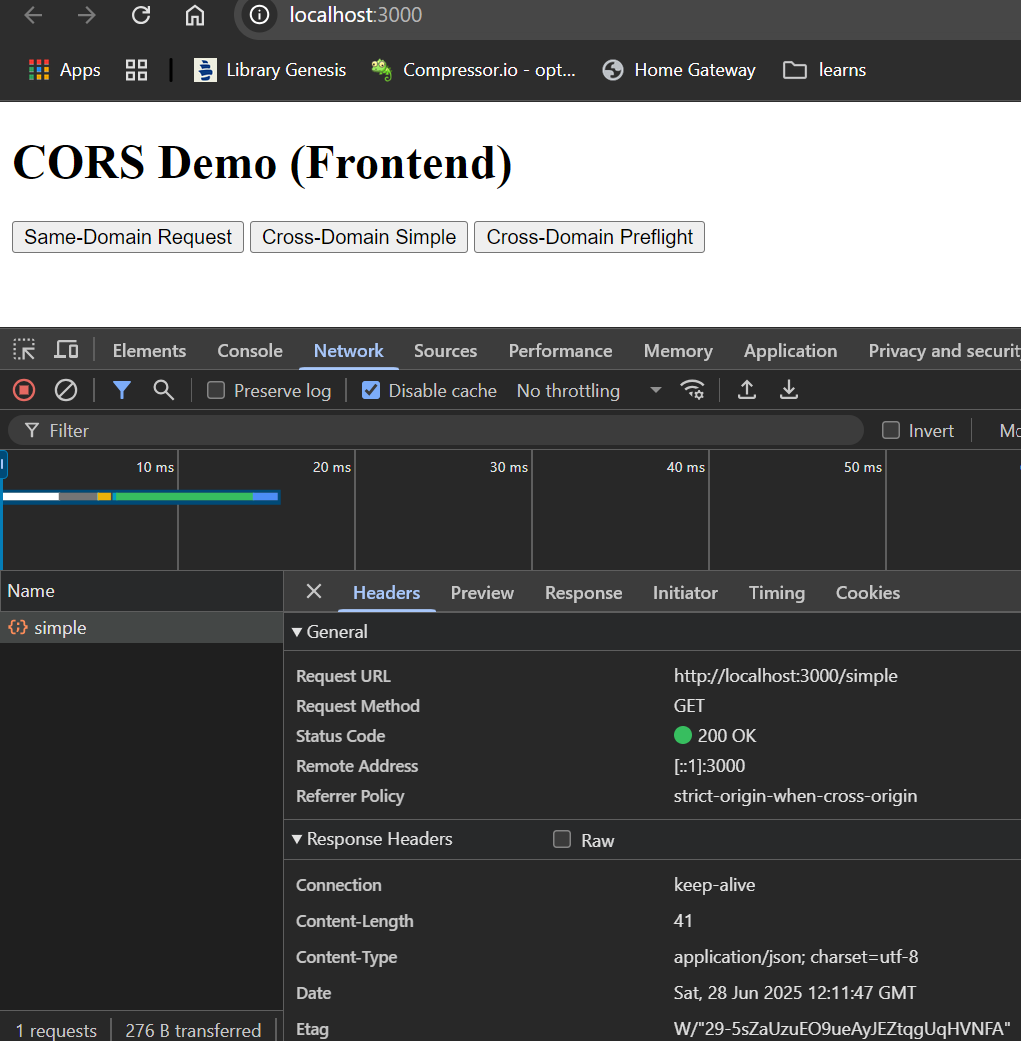 localhost:3000
Apps Library Genesis Compressor.io - opt... Home Gateway learns
CORS Demo (Frontend)
Same-Domain Request Cross-Domain Simple Cross-Domain Preflight
Elements Console Network Sources Performance Memory Application Privacy and security
Preserve log Disable cache No throttling
Filter Invert
10 ms 20 ms 30 ms 40 ms 50 ms
Name Headers Preview Response Initiator Timing Cookies
simple
General
Request URL http://localhost:3000/simple
Request Method GET
Status Code 200 OK
Remote Address [::1]:3000
Referrer Policy strict-origin-when-cross-origin
Response Headers Raw
Connection keep-alive
Content-Length 41
Content-Type application/json; charset=utf-8
Date Sat, 28 Jun 2025 12:11:47 GMT
Etag W/"29-5sZaUzuEO9ueAyJEZtqgUqHVNFA"
1 requests 276 B transferred